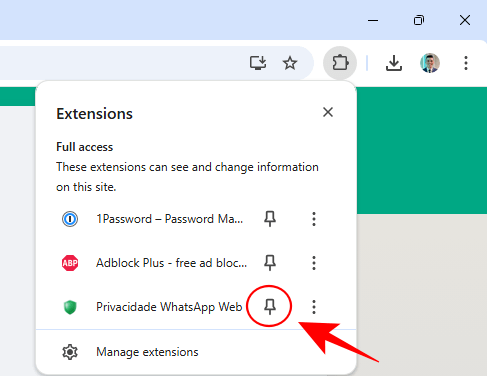 Extensions
Full access
These extensions can see and change information
on this site.
1Password – Password Ma...
ABP
Adblock Plus - free ad bloc...
Privacidade WhatsApp Web
Manage extensions